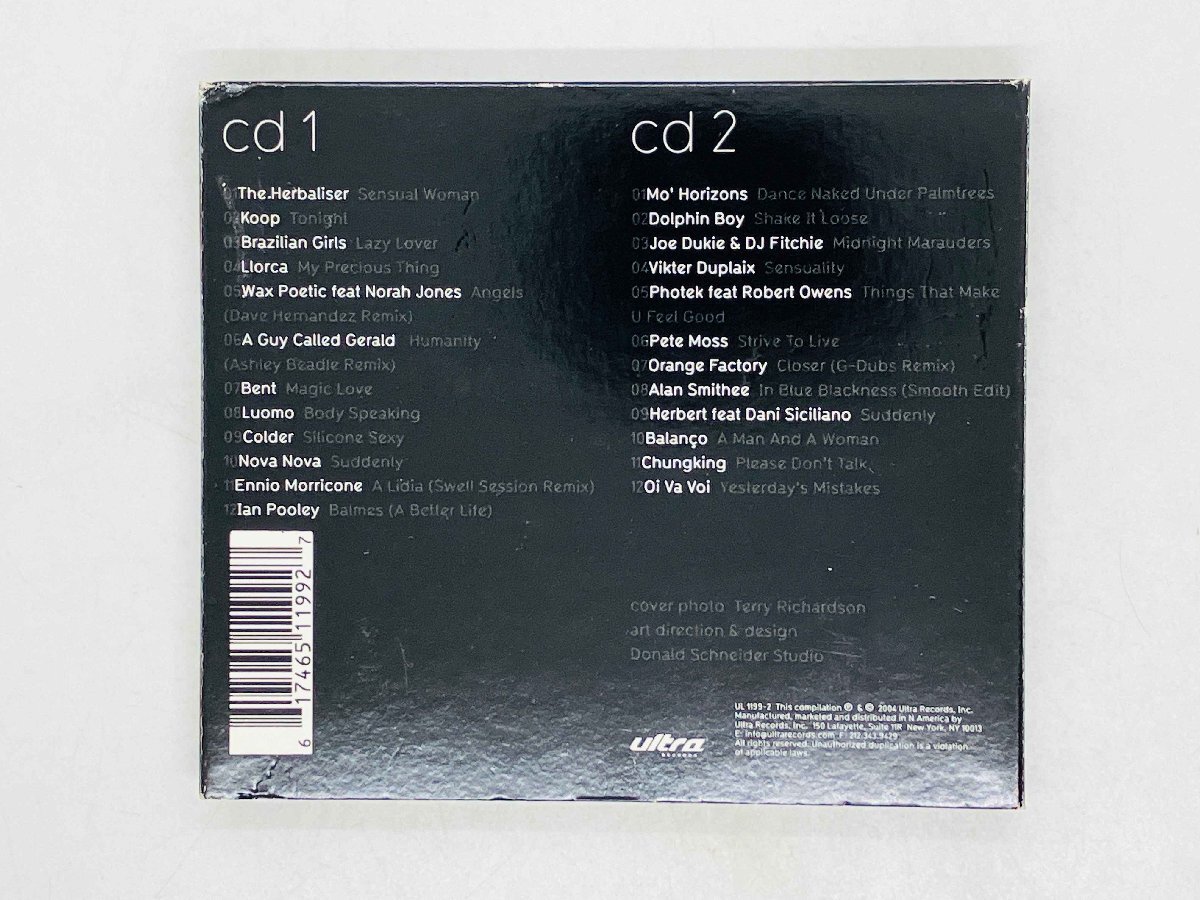 cd 1
01 The Herbaliser Sensual Woman
02 Koop Tonight
03 Brazilian Girls Lazy Lover
04 Llorca My Precious Thing
05 Wax Poetic feat Norah Jones Angels
(Dave Hernandez Remix)
06 A Guy Called Gerald Humanity
(Ashley Beadle Remix)
07 Bent Magic Love
08 Luomo Body Speaking
09 Colder Silicone Sexy
10 Nova Nova Suddenly
11 Ennio Morricone A Lidia (Swell Session Remix)
12 Ian Pooley Balmes (A Better Life)
6 17465 11992 7
cd 2
01 Mo' Horizons Dance Naked Under Palmtrees
02 Dolphin Boy Shake It Loose
03 Joe Dukie & DJ Fitchie Midnight Marauders
04 Vikter Duplaix Sensuality
05 Photek feat Robert Owens Things That Make
U Feel Good
06 Pete Moss Strive To Live
07 Orange Factory Closer (G-Dubs Remix)
08 Alan Smithee In Blue Blackness (Smooth Edit)
09 Herbert feat Dani Siciliano Suddenly
10 Balanço A Man And A Woman
11 Chungking Please Don't Talk
12 Oi Va Voi Yesterday's Mistakes
cover photo Terry Richardson
art direction & design
Donald Schneider Studio
ultra
RECORDS
UL 1199-2 This compilation ℗ & © 2004 Ultra Records, Inc.
Manufactured, marketed and distributed in N America by
Ultra Records, Inc. 150 Lafayette, Suite 11R New York, NY 10013
E: info@ultrarecords.com F: 212.343.9429
All rights reserved. Unauthorized duplication is a violation
of applicable laws.